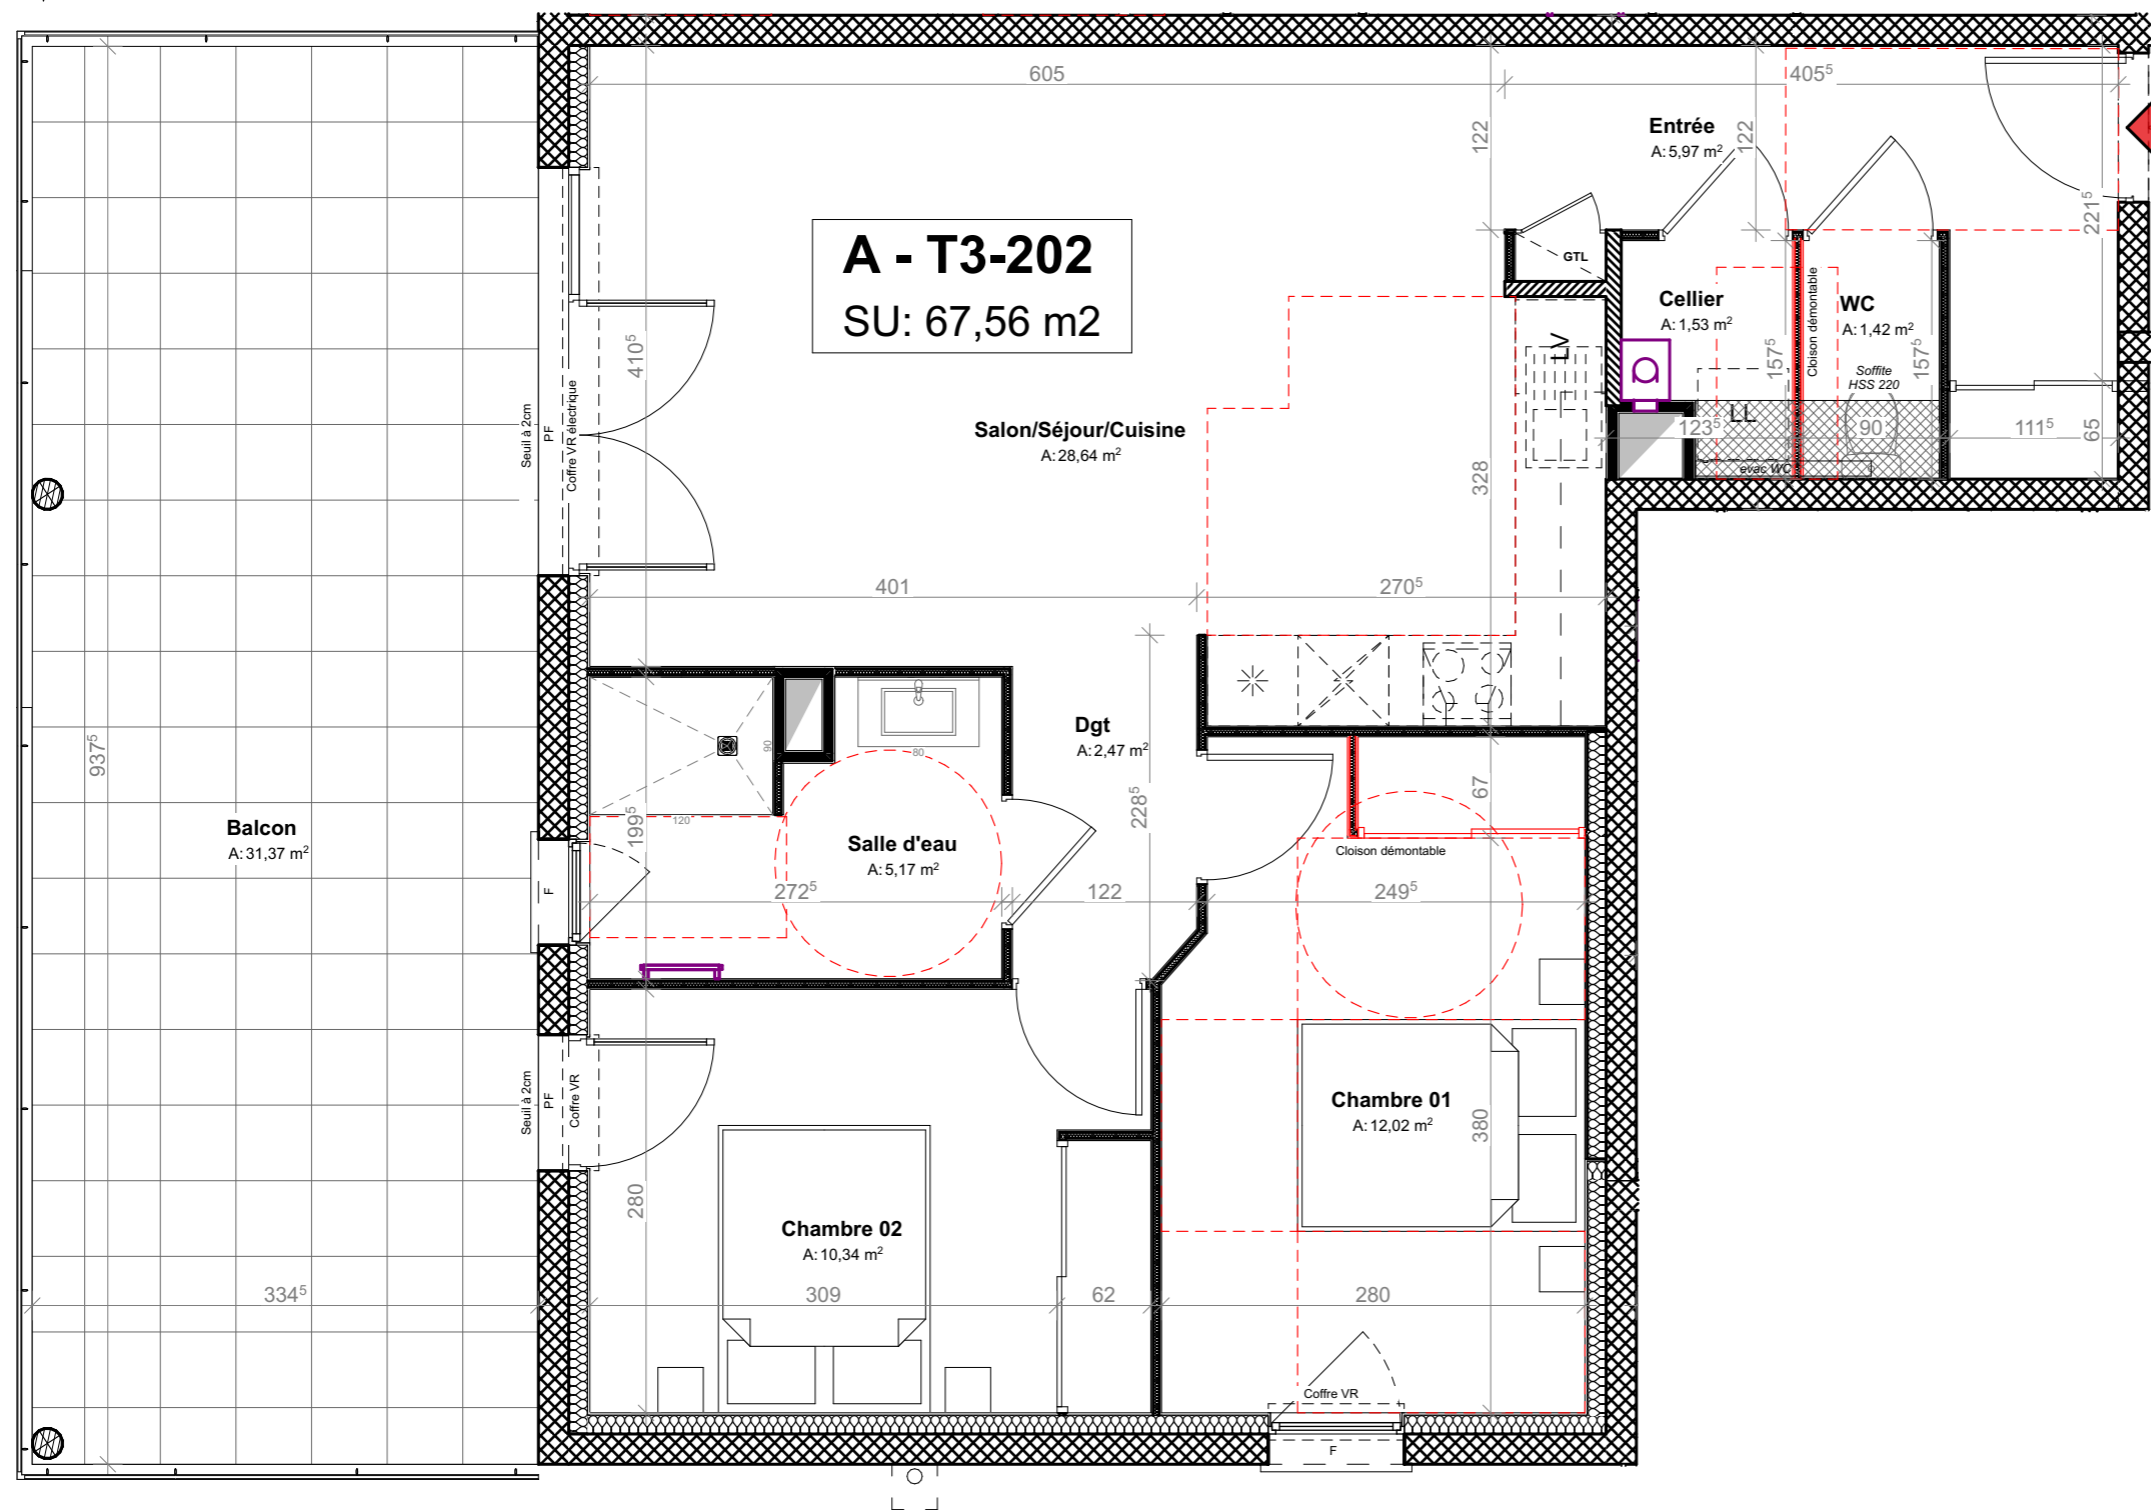 605
405⁵
122
122
Entrée
A: 5,97 m²
221⁵
A - T3-202
SU: 67,56 m2
GTL
Cellier
A: 1,53 m²
WC
A: 1,42 m²
Cloison démontable
157⁵
157⁵
Soffite
HSS 220
LV
LL
evac WC
123⁵
90
111⁵
65
410⁵
Seuil à 2cm
PF
Coffre VR électrique
Salon/Séjour/Cuisine
A: 28,64 m²
328
401
270⁵
937⁵
Balcon
A: 31,37 m²
90
80
120
199⁵
Salle d'eau
A: 5,17 m²
Dgt
A: 2,47 m²
228⁵
67
Cloison démontable
F
272⁵
122
249⁵
Seuil à 2cm
PF
Coffre VR
Chambre 01
A: 12,02 m²
380
280
Chambre 02
A: 10,34 m²
334⁵
309
62
280
Coffre VR
F